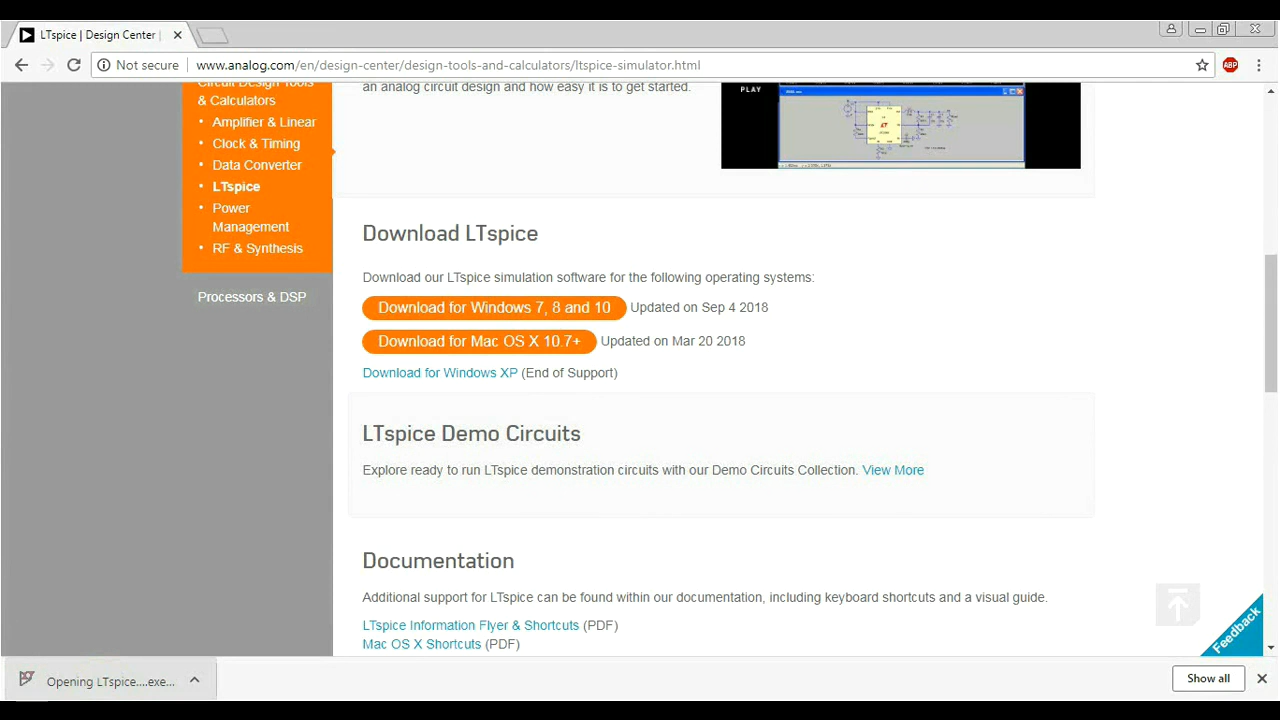 LTspice | Design Center |
Not secure
www.analog.com/en/design-center/design-tools-and-calculators/ltspice-simulator.html
ABP
Circuit Design Tools
& Calculators
• Amplifier & Linear
• Clock & Timing
• Data Converter
• LTspice
• Power
Management
• RF & Synthesis
Processors & DSP
an analog circuit design and how easy it is to get started.
PLAY
Download LTspice
Download our LTspice simulation software for the following operating systems:
Download for Windows 7, 8 and 10 Updated on Sep 4 2018
Download for Mac OS X 10.7+ Updated on Mar 20 2018
Download for Windows XP (End of Support)
LTspice Demo Circuits
Explore ready to run LTspice demonstration circuits with our Demo Circuits Collection. View More
Documentation
Additional support for LTspice can be found within our documentation, including keyboard shortcuts and a visual guide.
LTspice Information Flyer & Shortcuts (PDF)
Mac OS X Shortcuts (PDF)
Feedback
Opening LTspice....exe...
Show all